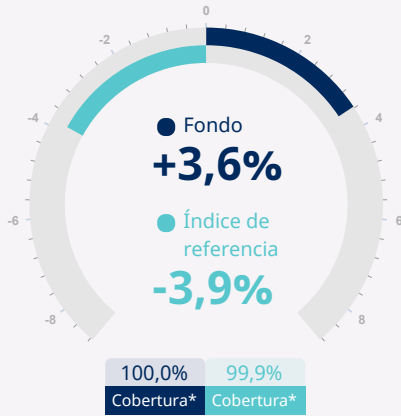 0
-2
2
-4
4
-6
6
-8
8
Fondo
+3,6%
Índice de
referencia
-3,9%
100,0%
99,9%
Cobertura*
Cobertura*